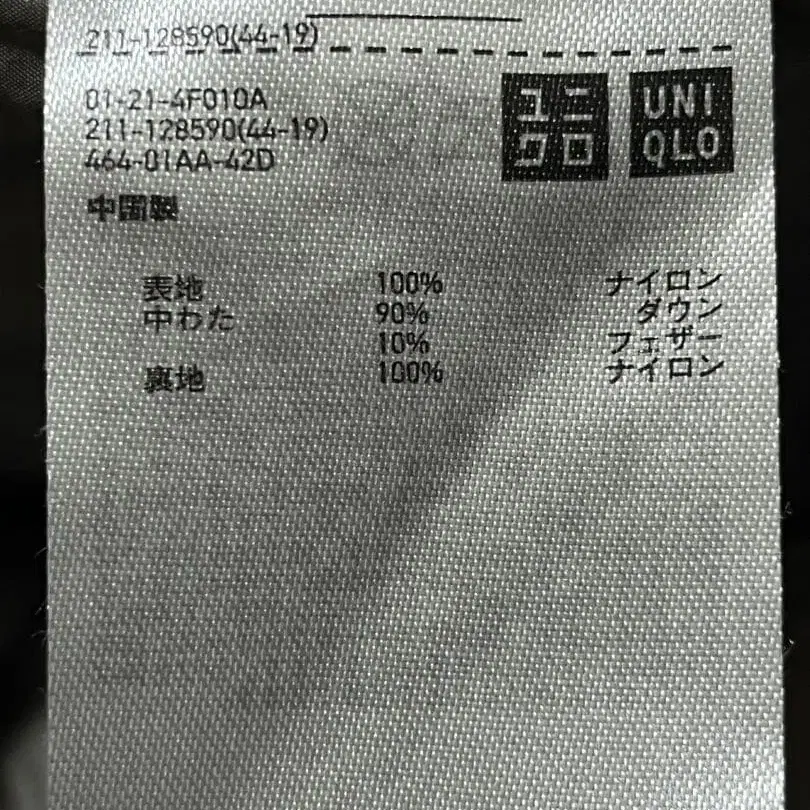 211-128590(44-19)
01-21-4F010A
211-128590(44-19)
464-01AA-42D
ユニクロ
UNIQLO
中国製
表地 100% ナイロン
中わた 90% ダウン
10% フェザー
裏地 100% ナイロン